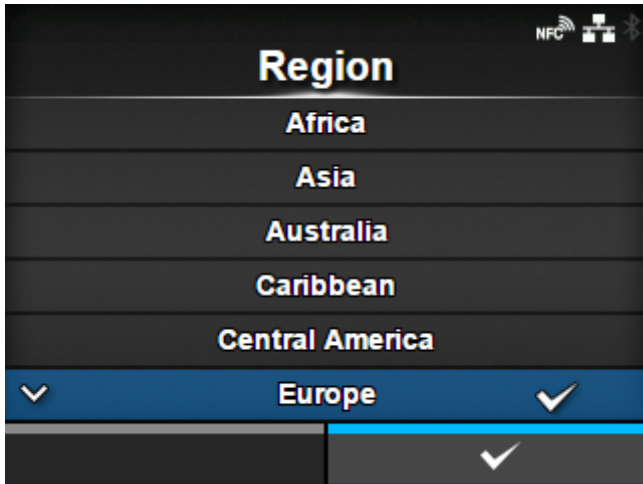 NFC
Region
Africa
Asia
Australia
Caribbean
Central America
Europe